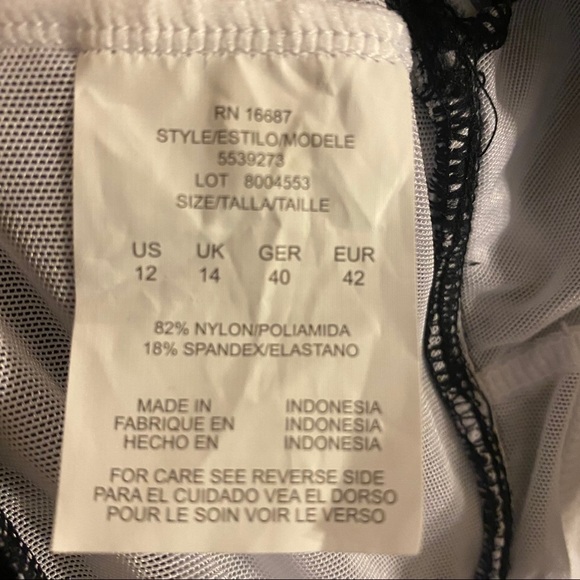 RN 16687
STYLE/ESTILO/MODELE
5539273
LOT 8004553
SIZE/TALLA/TAILLE
US UK GER EUR
12 14 40 42
82% NYLON/POLIAMIDA
18% SPANDEX/ELASTANO
MADE IN INDONESIA
FABRIQUE EN INDONESIA
HECHO EN INDONESIA
FOR CARE SEE REVERSE SIDE
PARA EL CUIDADO VEA EL DORSO
POUR LE SOIN VOIR LE VERSO